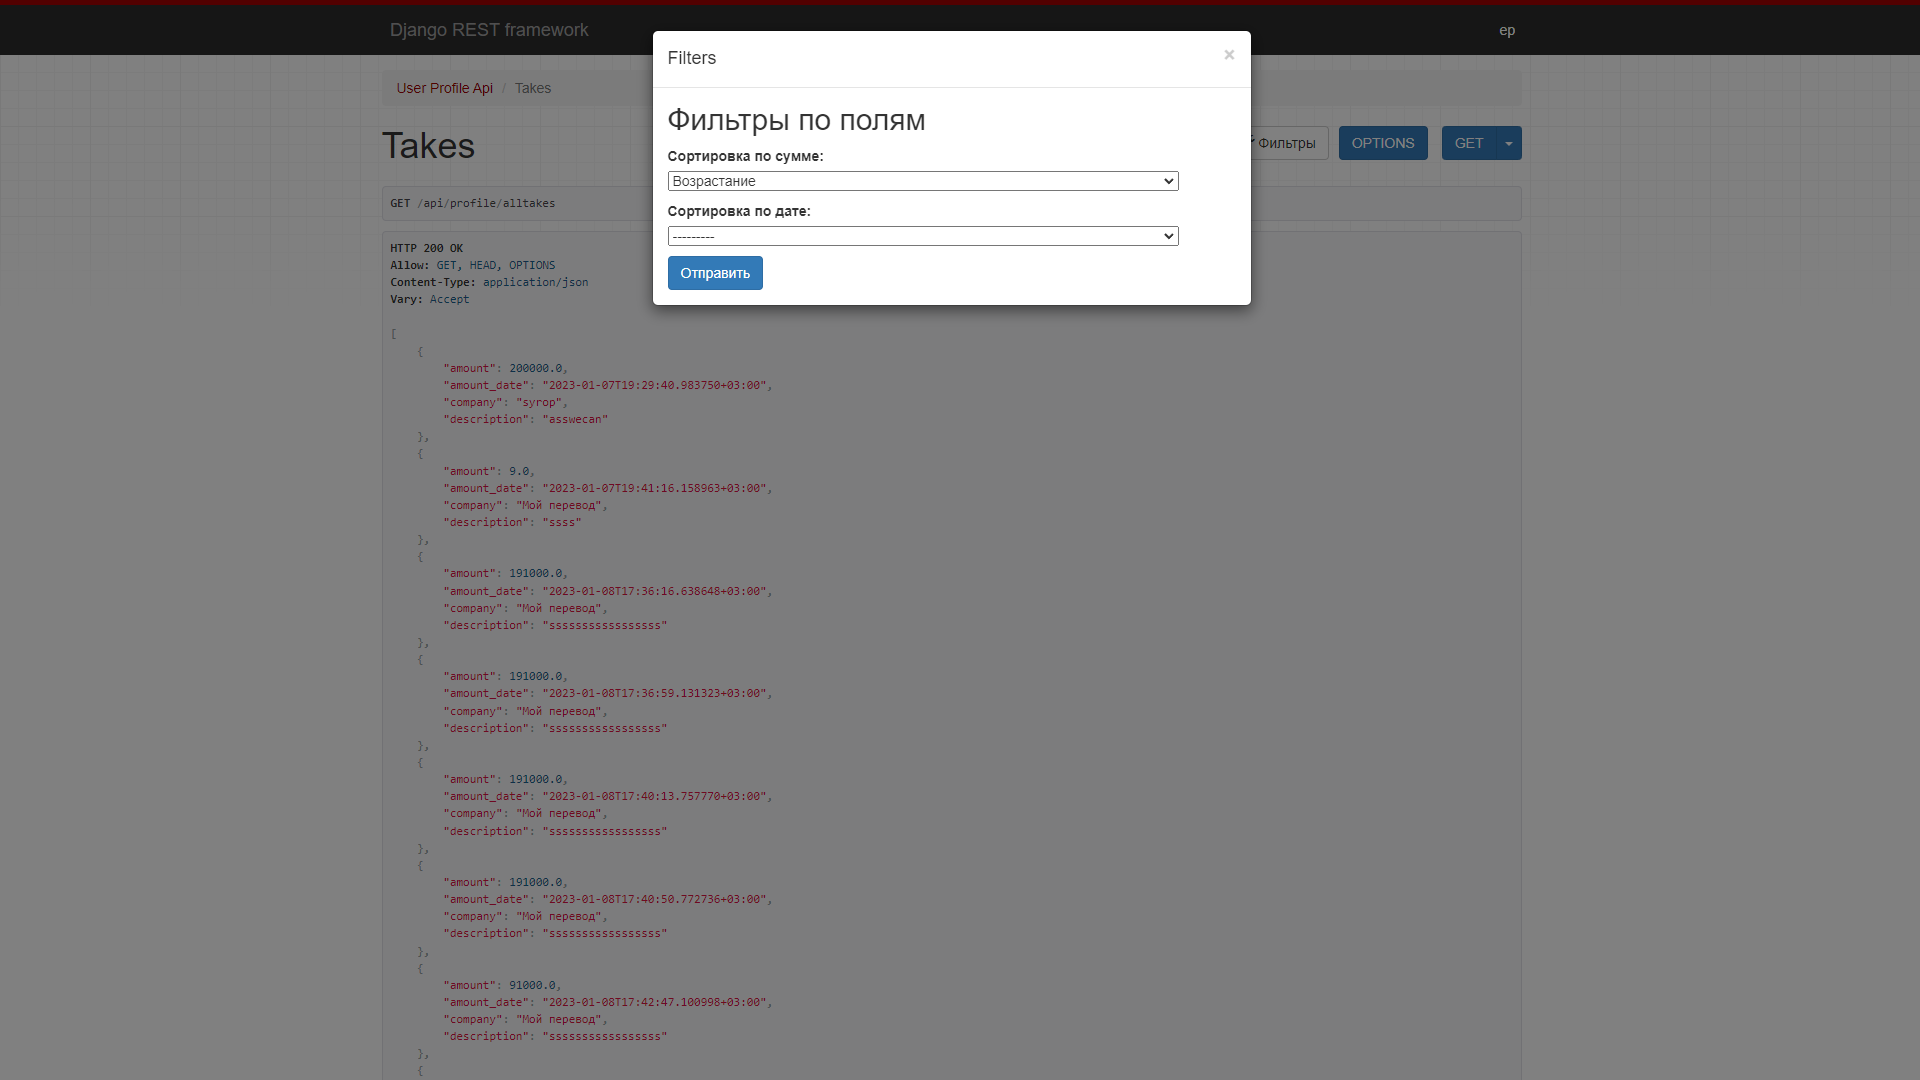 Django REST framework
ep
Filters
×
User Profile Api / Takes
Фильтры по полям
Takes
Фильтры
OPTIONS
GET
Сортировка по сумме:
Возрастание
GET /api/profile/alltakes
Сортировка по дате:
---------
HTTP 200 OK
Allow: GET, HEAD, OPTIONS
Отправить
Content-Type: application/json
Vary: Accept
[
{
"amount": 200000.0,
"amount_date": "2023-01-07T19:29:40.983750+03:00",
"company": "syrop",
"description": "asswecan"
},
{
"amount": 9.0,
"amount_date": "2023-01-07T19:41:16.158963+03:00",
"company": "Мой перевод",
"description": "ssss"
},
{
"amount": 191000.0,
"amount_date": "2023-01-08T17:36:16.638648+03:00",
"company": "Мой перевод",
"description": "sssssssssssssssss"
},
{
"amount": 191000.0,
"amount_date": "2023-01-08T17:36:59.131323+03:00",
"company": "Мой перевод",
"description": "sssssssssssssssss"
},
{
"amount": 191000.0,
"amount_date": "2023-01-08T17:40:13.757770+03:00",
"company": "Мой перевод",
"description": "sssssssssssssssss"
},
{
"amount": 191000.0,
"amount_date": "2023-01-08T17:40:50.772736+03:00",
"company": "Мой перевод",
"description": "sssssssssssssssss"
},
{
"amount": 91000.0,
"amount_date": "2023-01-08T17:42:47.100998+03:00",
"company": "Мой перевод",
"description": "sssssssssssssssss"
},
{